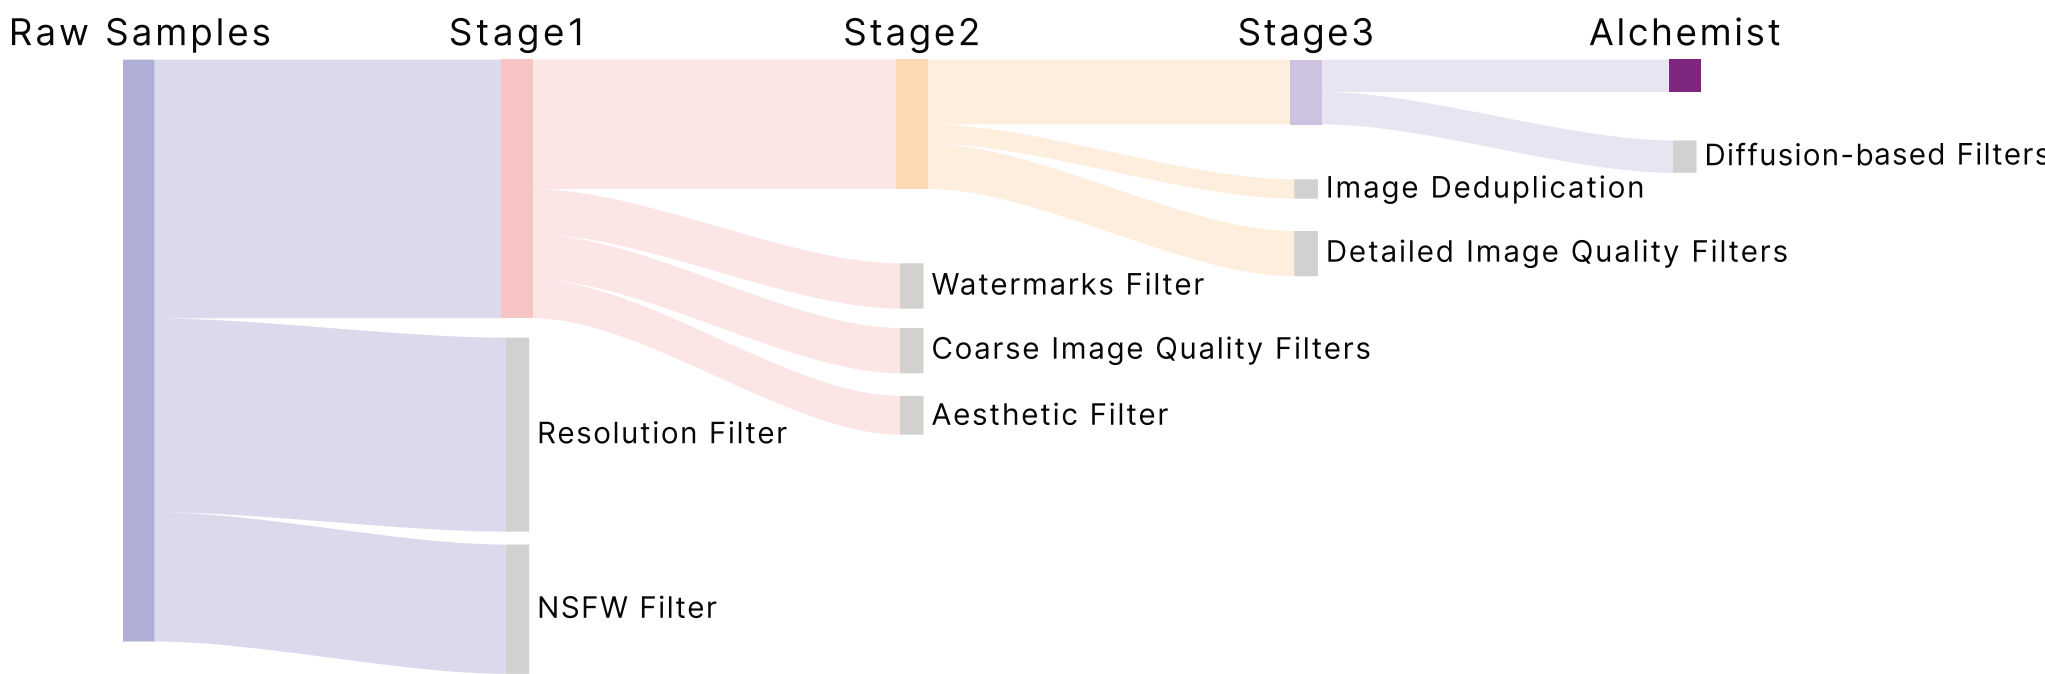 Raw Samples
Stage1
Stage2
Stage3
Alchemist
Diffusion-based Filters
Image Deduplication
Detailed Image Quality Filters
Watermarks Filter
Coarse Image Quality Filters
Aesthetic Filter
Resolution Filter
NSFW Filter